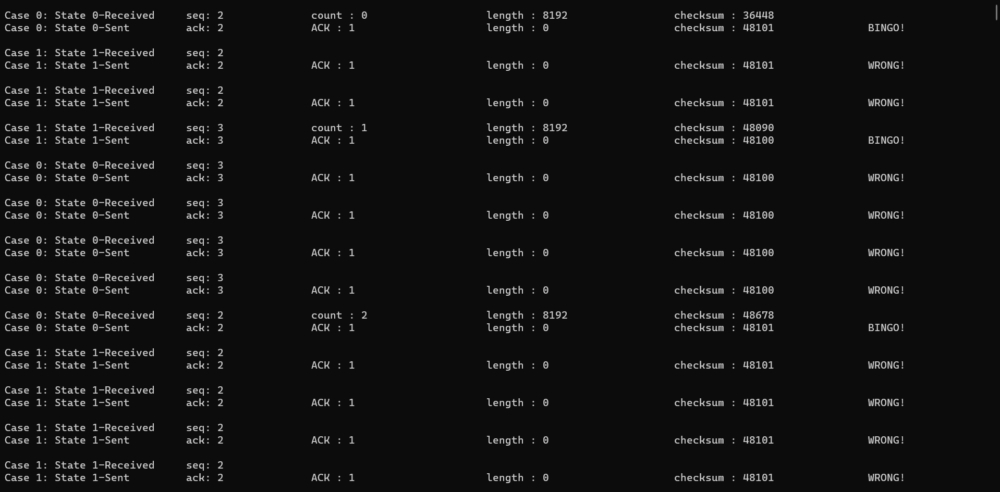 Case 0: State 0-Received seq: 2 count : 0 length : 8192 checksum : 36448
Case 0: State 0-Sent ack: 2 ACK : 1 length : 0 checksum : 48101 BINGO!
Case 1: State 1-Received seq: 2
Case 1: State 1-Sent ack: 2 ACK : 1 length : 0 checksum : 48101 WRONG!
Case 1: State 1-Received seq: 2
Case 1: State 1-Sent ack: 2 ACK : 1 length : 0 checksum : 48101 WRONG!
Case 1: State 1-Received seq: 3 count : 1 length : 8192 checksum : 48090
Case 1: State 1-Sent ack: 3 ACK : 1 length : 0 checksum : 48100 BINGO!
Case 0: State 0-Received seq: 3
Case 0: State 0-Sent ack: 3 ACK : 1 length : 0 checksum : 48100 WRONG!
Case 0: State 0-Received seq: 3
Case 0: State 0-Sent ack: 3 ACK : 1 length : 0 checksum : 48100 WRONG!
Case 0: State 0-Received seq: 3
Case 0: State 0-Sent ack: 3 ACK : 1 length : 0 checksum : 48100 WRONG!
Case 0: State 0-Received seq: 3
Case 0: State 0-Sent ack: 3 ACK : 1 length : 0 checksum : 48100 WRONG!
Case 0: State 0-Received seq: 2 count : 2 length : 8192 checksum : 48678
Case 0: State 0-Sent ack: 2 ACK : 1 length : 0 checksum : 48101 BINGO!
Case 1: State 1-Received seq: 2
Case 1: State 1-Sent ack: 2 ACK : 1 length : 0 checksum : 48101 WRONG!
Case 1: State 1-Received seq: 2
Case 1: State 1-Sent ack: 2 ACK : 1 length : 0 checksum : 48101 WRONG!
Case 1: State 1-Received seq: 2
Case 1: State 1-Sent ack: 2 ACK : 1 length : 0 checksum : 48101 WRONG!
Case 1: State 1-Received seq: 2
Case 1: State 1-Sent ack: 2 ACK : 1 length : 0 checksum : 48101 WRONG!